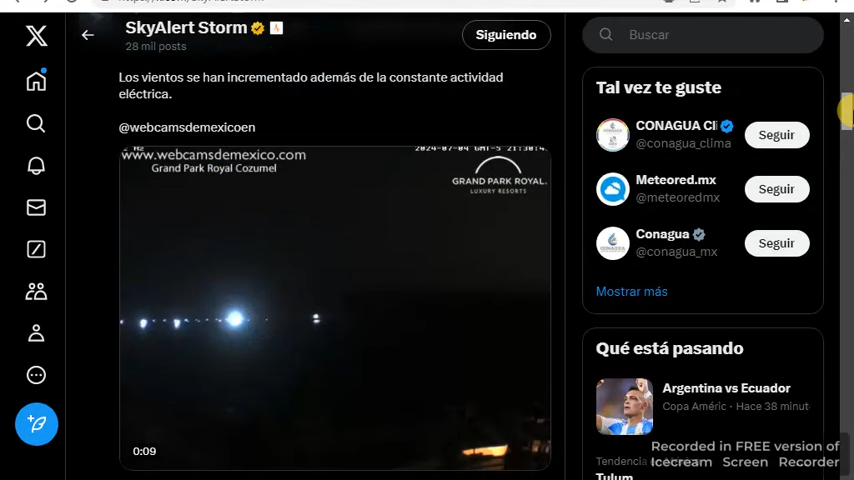 SkyAlert Storm
28 mil posts
Siguiendo
Buscar
Los vientos se han incrementado además de la constante actividad
eléctrica.
@webcamsdemexicoen
www.webcamsdemexico.com
Grand Park Royal Cozumel
GRAND PARK ROYAL.
LUXURY RESORTS
0:09
Tal vez te guste
CONAGUA Cli
@conagua_clima
Seguir
Meteored.mx
@meteoredmx
Seguir
Conagua
@conagua_mx
Seguir
Mostrar más
Qué está pasando
Argentina vs Ecuador
Copa Améric · Hace 38 minut
Recorded in FREE version of
Icecream Screen Recorder
Tendencia
Tulum